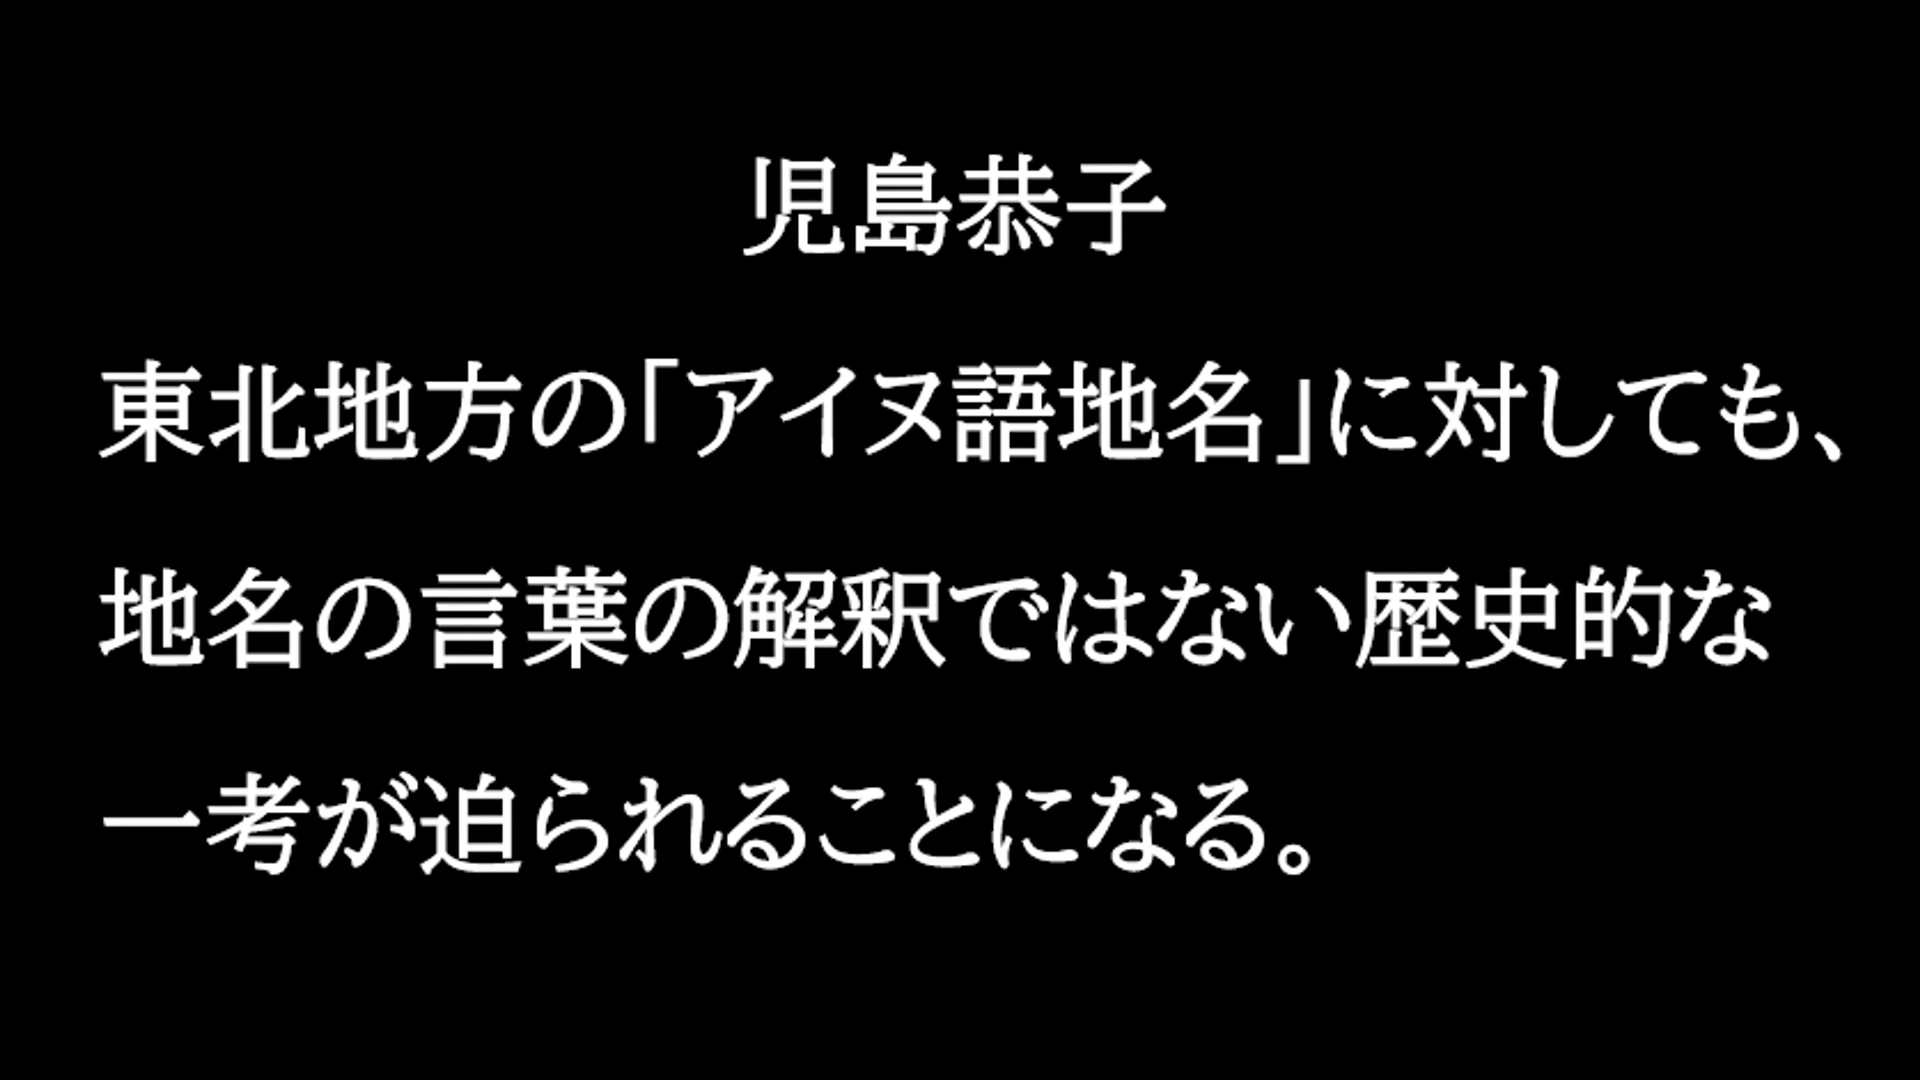 児島恭子
東北地方の「アイヌ語地名」に対しても、
地名の言葉の解釈ではない歴史的な
一考が迫られることになる。